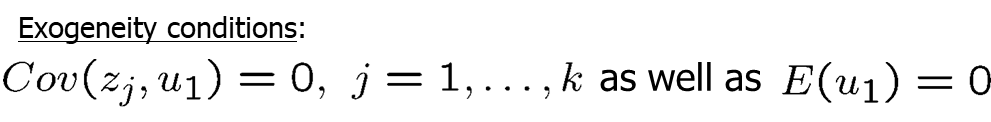 Exogeneity conditions:
Cov(z_j, u_1) = 0, j = 1, . . . , k as well as E(u_1) = 0